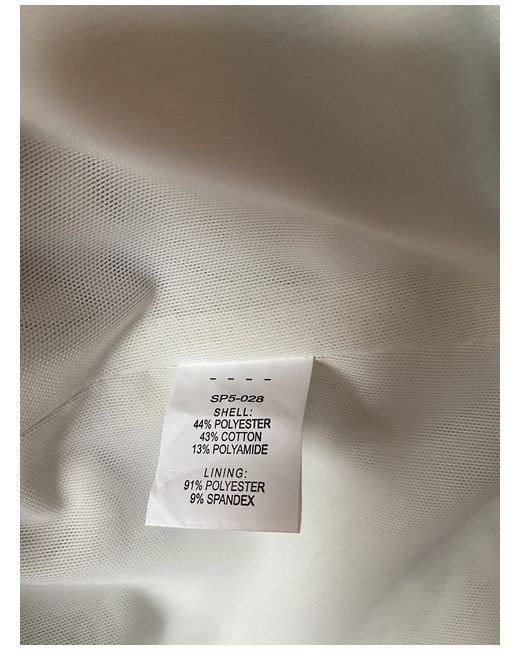 - - - -
SP5-028
SHELL:
44% POLYESTER
43% COTTON
13% POLYAMIDE
LINING:
91% POLYESTER
9% SPANDEX